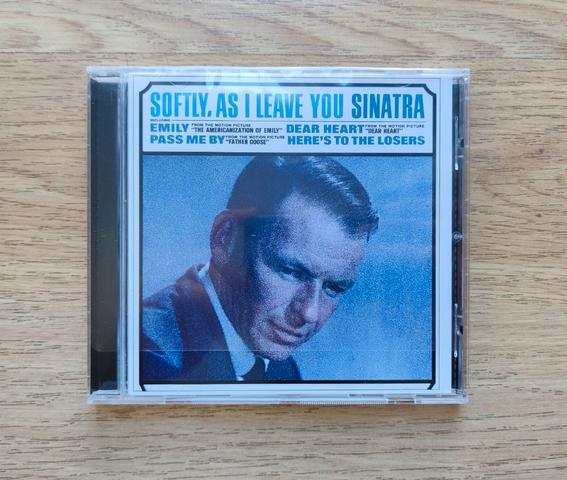 SOFTLY, AS I LEAVE YOU SINATRA
INCLUDING
EMILY FROM THE MOTION PICTURE "THE AMERICANIZATION OF EMILY" DEAR HEART FROM THE MOTION PICTURE "DEAR HEART"
PASS ME BY FROM THE MOTION PICTURE "FATHER GOOSE" HERE'S TO THE LOSERS